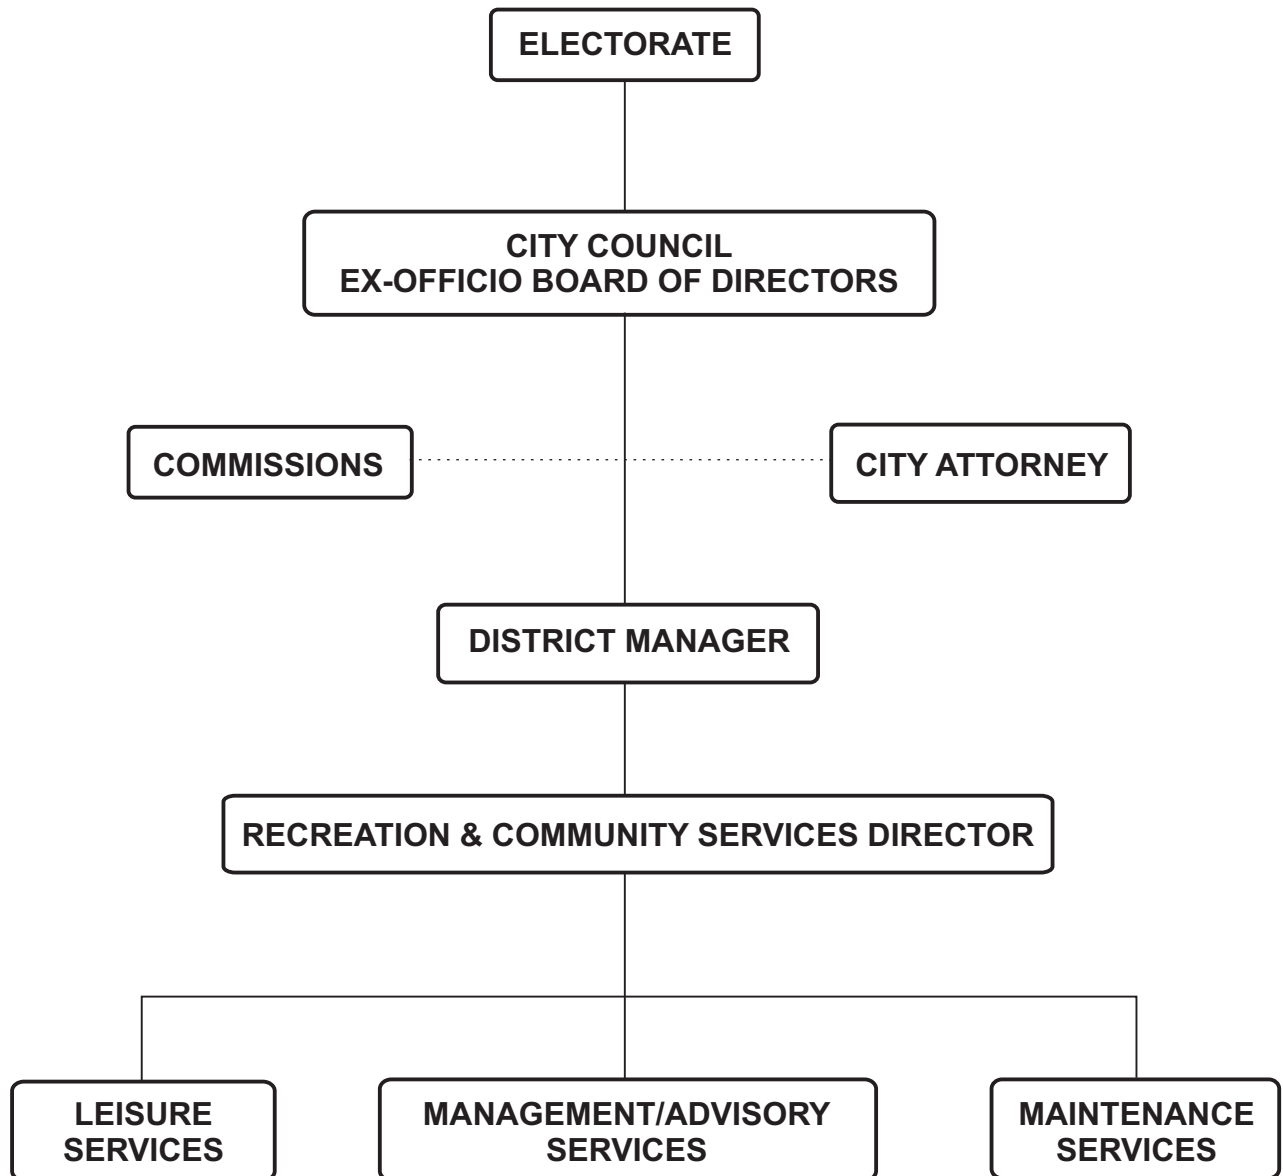 ELECTORATE
CITY COUNCIL
EX-OFFICIO BOARD OF DIRECTORS
COMMISSIONS
CITY ATTORNEY
DISTRICT MANAGER
RECREATION & COMMUNITY SERVICES DIRECTOR
LEISURE
SERVICES
MANAGEMENT/ADVISORY
SERVICES
MAINTENANCE
SERVICES